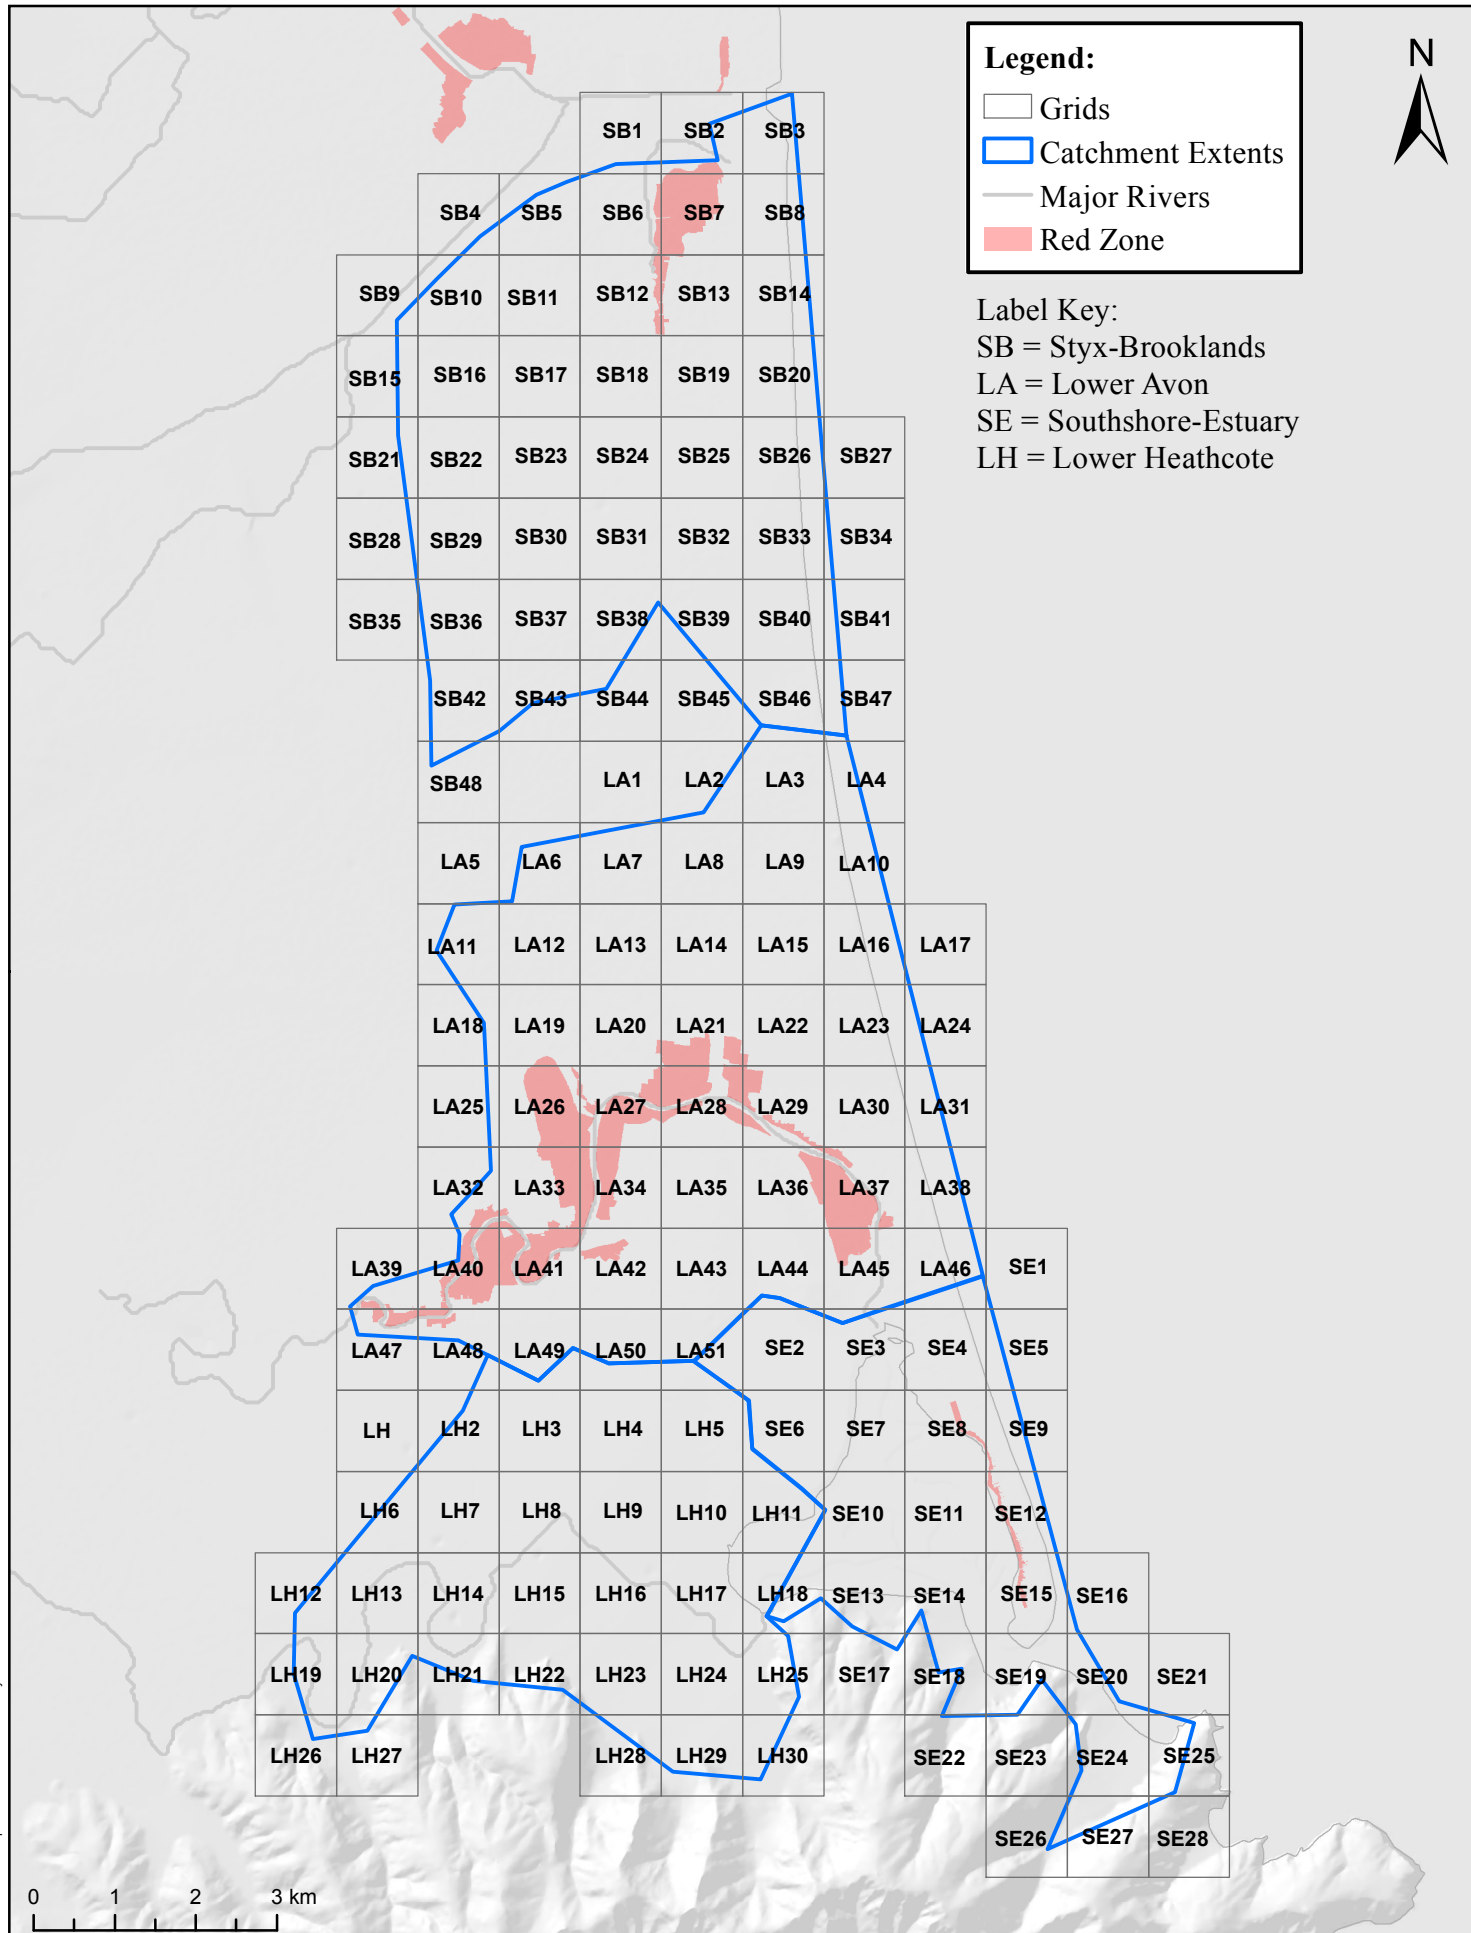 Legend:
Grids
Catchment Extents
Major Rivers
Red Zone
N
Label Key:
SB = Styx-Brooklands
LA = Lower Avon
SE = Southshore-Estuary
LH = Lower Heathcote
SB1 SB2 SB3
SB4 SB5 SB6 SB7 SB8
SB9 SB10 SB11 SB12 SB13 SB14
SB15 SB16 SB17 SB18 SB19 SB20
SB21 SB22 SB23 SB24 SB25 SB26 SB27
SB28 SB29 SB30 SB31 SB32 SB33 SB34
SB35 SB36 SB37 SB38 SB39 SB40 SB41
SB42 SB43 SB44 SB45 SB46 SB47
SB48 LA1 LA2 LA3 LA4
LA5 LA6 LA7 LA8 LA9 LA10
LA11 LA12 LA13 LA14 LA15 LA16 LA17
LA18 LA19 LA20 LA21 LA22 LA23 LA24
LA25 LA26 LA27 LA28 LA29 LA30 LA31
LA32 LA33 LA34 LA35 LA36 LA37 LA38
LA39 LA40 LA41 LA42 LA43 LA44 LA45 LA46 SE1
LA47 LA48 LA49 LA50 LA51 SE2 SE3 SE4 SE5
LH LH2 LH3 LH4 LH5 SE6 SE7 SE8 SE9
LH6 LH7 LH8 LH9 LH10 LH11 SE10 SE11 SE12
LH12 LH13 LH14 LH15 LH16 LH17 LH18 SE13 SE14 SE15 SE16
LH19 LH20 LH21 LH22 LH23 LH24 LH25 SE17 SE18 SE19 SE20 SE21
LH26 LH27 LH28 LH29 LH30 SE22 SE23 SE24 SE25
SE26 SE27 SE28
0 1 2 3 km